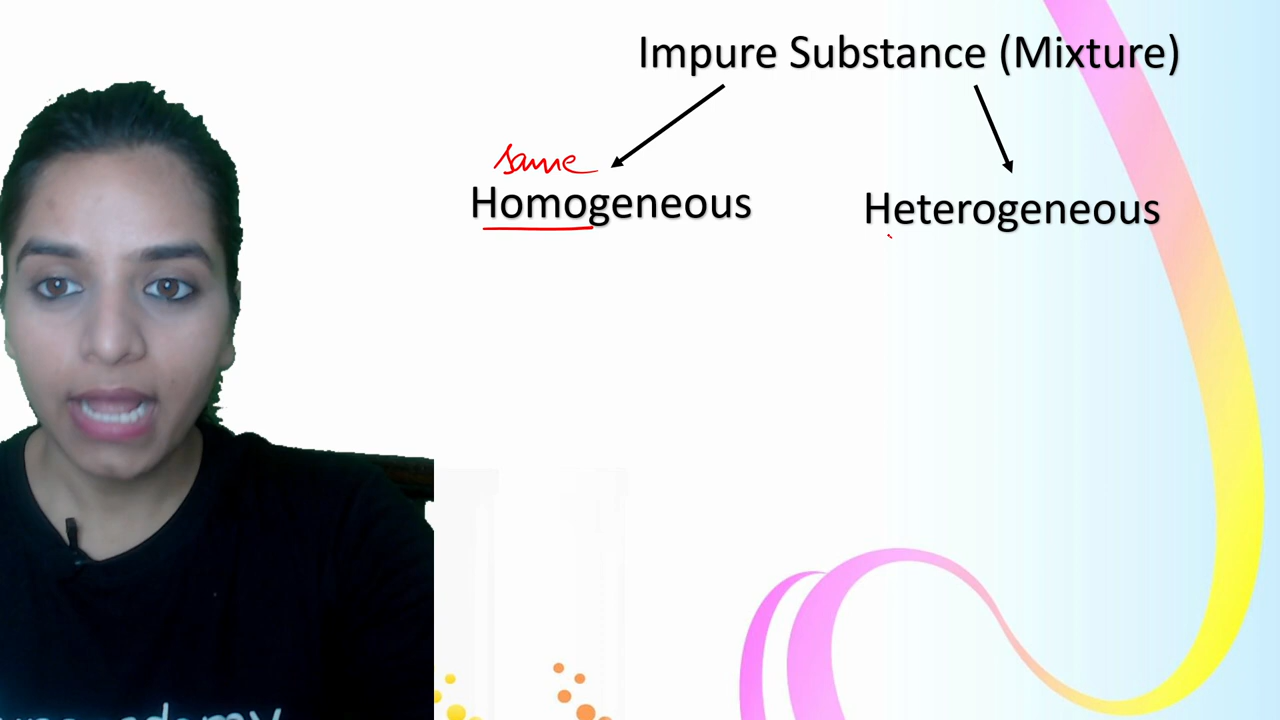 Impure Substance (Mixture)
same
Homogeneous
Heterogeneous